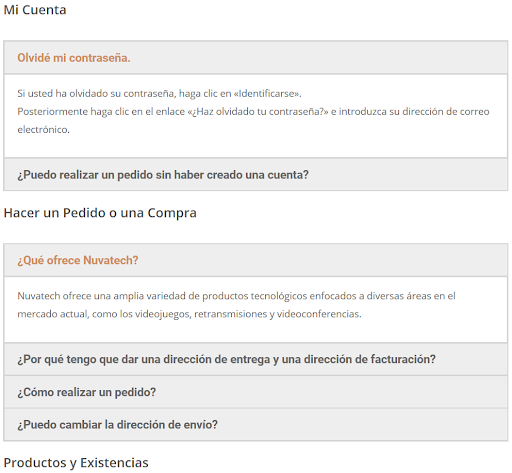 Mi Cuenta
Olvidé mi contraseña.
Si usted ha olvidado su contraseña, haga clic en «Identificarse».
Posteriormente haga clic en el enlace «¿Haz olvidado tu contraseña?» e introduzca su dirección de correo
electrónico.
¿Puedo realizar un pedido sin haber creado una cuenta?
Hacer un Pedido o una Compra
¿Qué ofrece Nuvatech?
Nuvatech ofrece una amplia variedad de productos tecnológicos enfocados a diversas áreas en el
mercado actual, como los videojuegos, retransmisiones y videoconferencias.
¿Por qué tengo que dar una dirección de entrega y una dirección de facturación?
¿Cómo realizar un pedido?
¿Puedo cambiar la dirección de envío?
Productos y Existencias